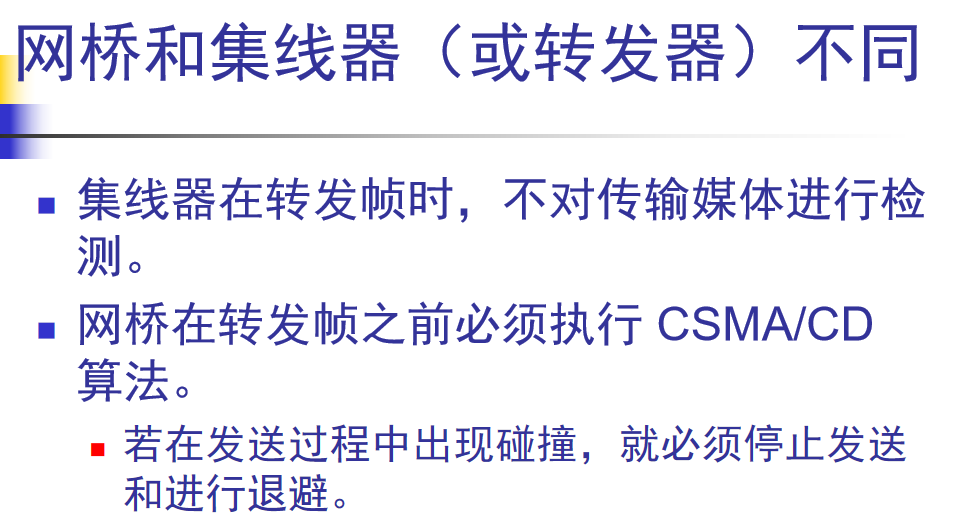 网桥和集线器（或转发器）不同
集线器在转发帧时，不对传输媒体进行检
测。
网桥在转发帧之前必须执行 CSMA/CD
算法。
若在发送过程中出现碰撞，就必须停止发送
和进行退避。